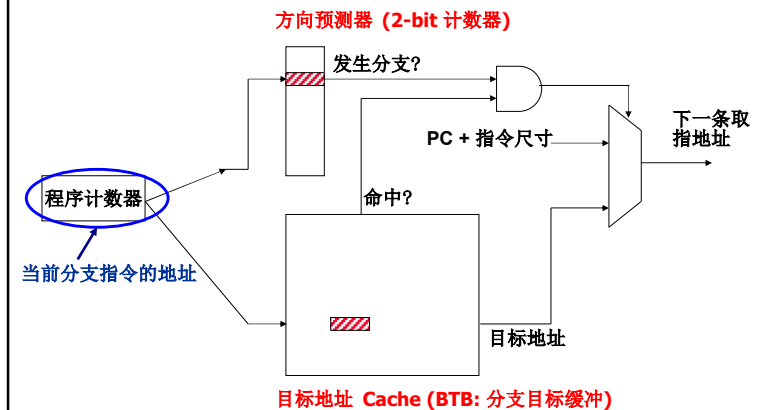 方向预测器 (2-bit 计数器)
发生分支?
下一条取
指地址
PC + 指令尺寸
程序计数器
命中?
当前分支指令的地址
目标地址
目标地址 Cache (BTB: 分支目标缓冲)